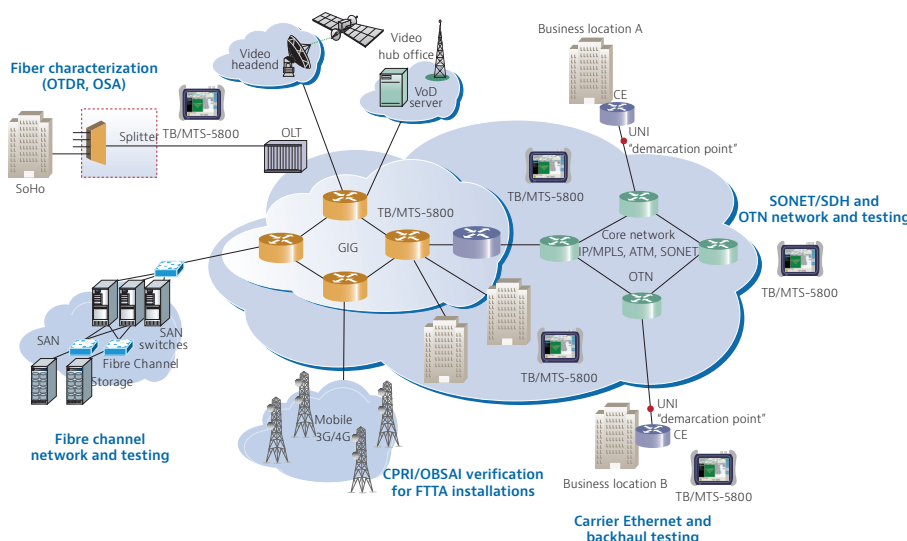 Business location A
Video
headend
Video
hub office
VoD
server
Fiber characterization
(OTDR, OSA)
CE
Splitter
TB/MTS-5800
OLT
UNI
“demarcation point”
SoHo
TB/MTS-5800
TB/MTS-5800
SONET/SDH and
OTN network and testing
GIG
Core network
IP/MPLS, ATM, SONET
OTN
TB/MTS-5800
SAN
SAN
switches
Fibre Channel
Storage
TB/MTS-5800
Mobile
3G/4G
UNI
“demarcation point”
CE
Fibre channel
network and testing
CPRI/OBSAI verification
for FTTA installations
Business location B
TB/MTS-5800
Carrier Ethernet and
backhaul testing